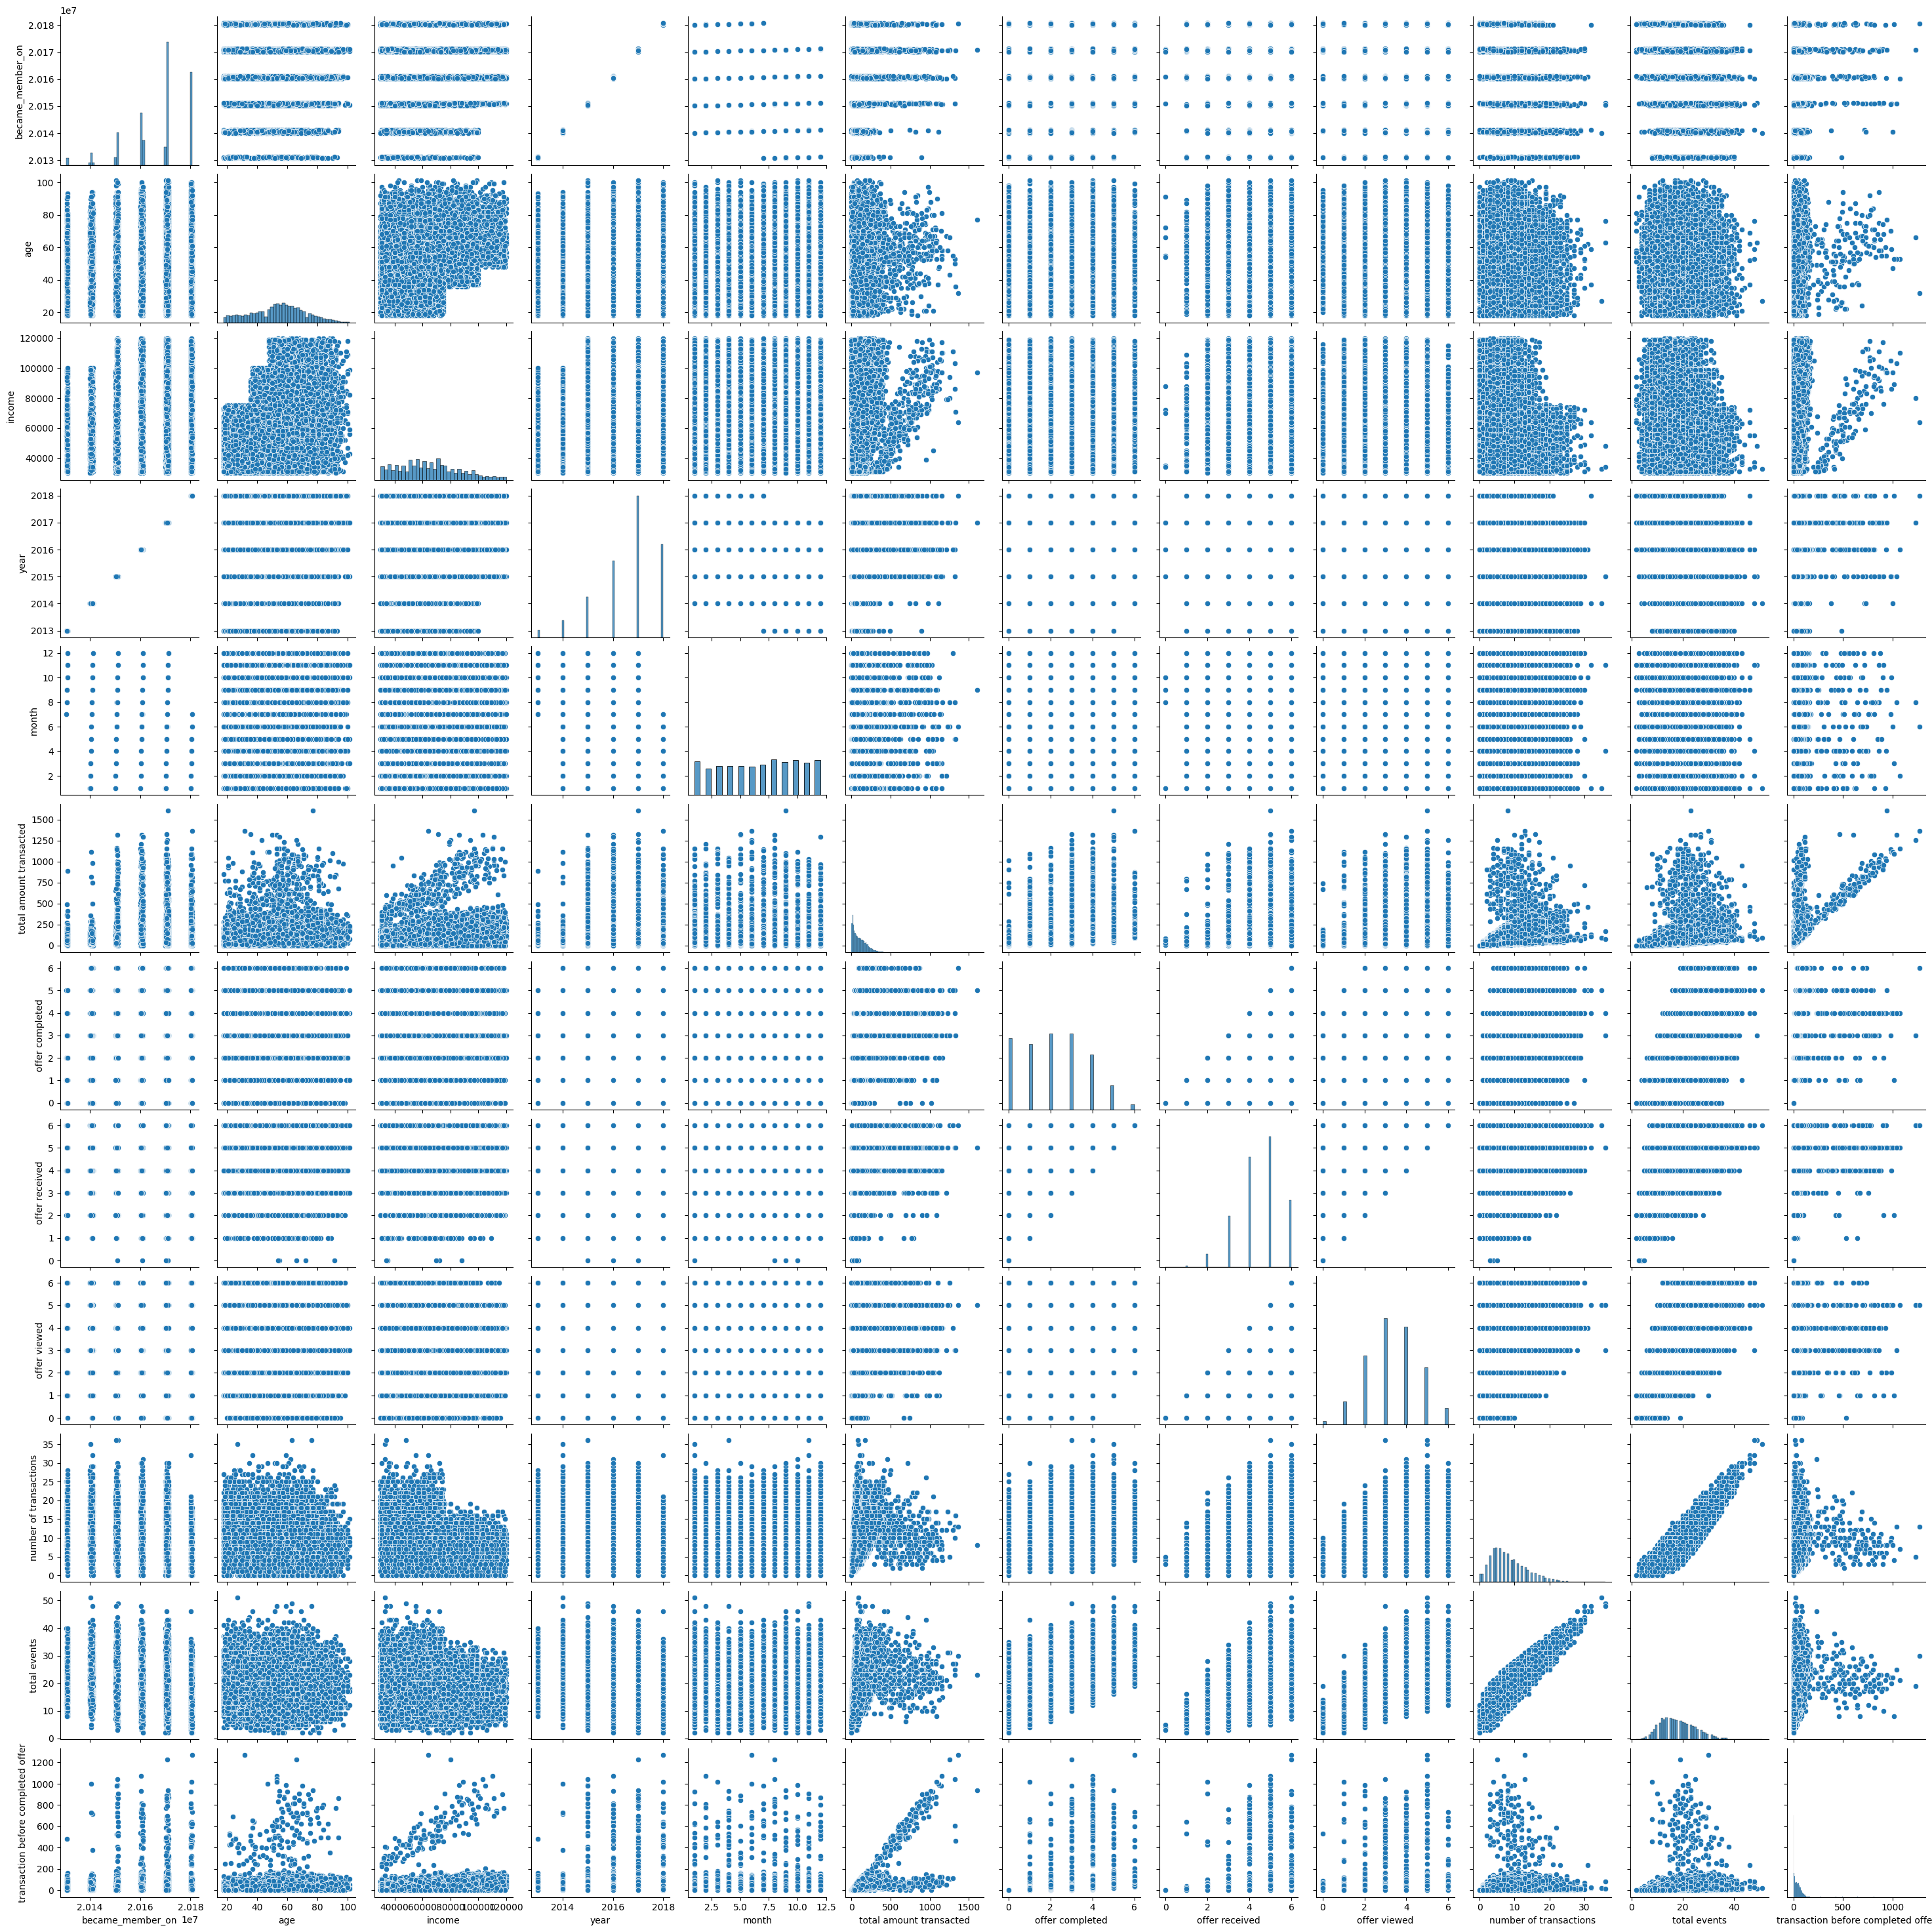 1e7
became_member_on
2.018
2.017
2.016
2.015
2.014
2.013
age
100
80
60
40
20
income
120000
100000
80000
60000
40000
year
2018
2017
2016
2015
2014
2013
month
12
10
8
6
4
2
total amount transacted
1500
1250
1000
750
500
250
0
offer completed
6
5
4
3
2
1
0
offer received
6
5
4
3
2
1
0
offer viewed
6
5
4
3
2
1
0
number of transactions
35
30
25
20
15
10
5
0
total events
50
40
30
20
10
0
transaction before completed offer
1200
1000
800
600
400
200
0
2.014 2.016 2.018
became_member_on 1e7
20 40 60 80 100
age
40000 60000 80000 100000 120000
income
2014 2016 2018
year
2.5 5.0 7.5 10.0 12.5
month
0 500 1000 1500
total amount transacted
0 2 4 6
offer completed
0 2 4 6
offer received
0 2 4 6
offer viewed
0 10 20 30
number of transactions
0 20 40
total events
0 500 1000
transaction before completed offe